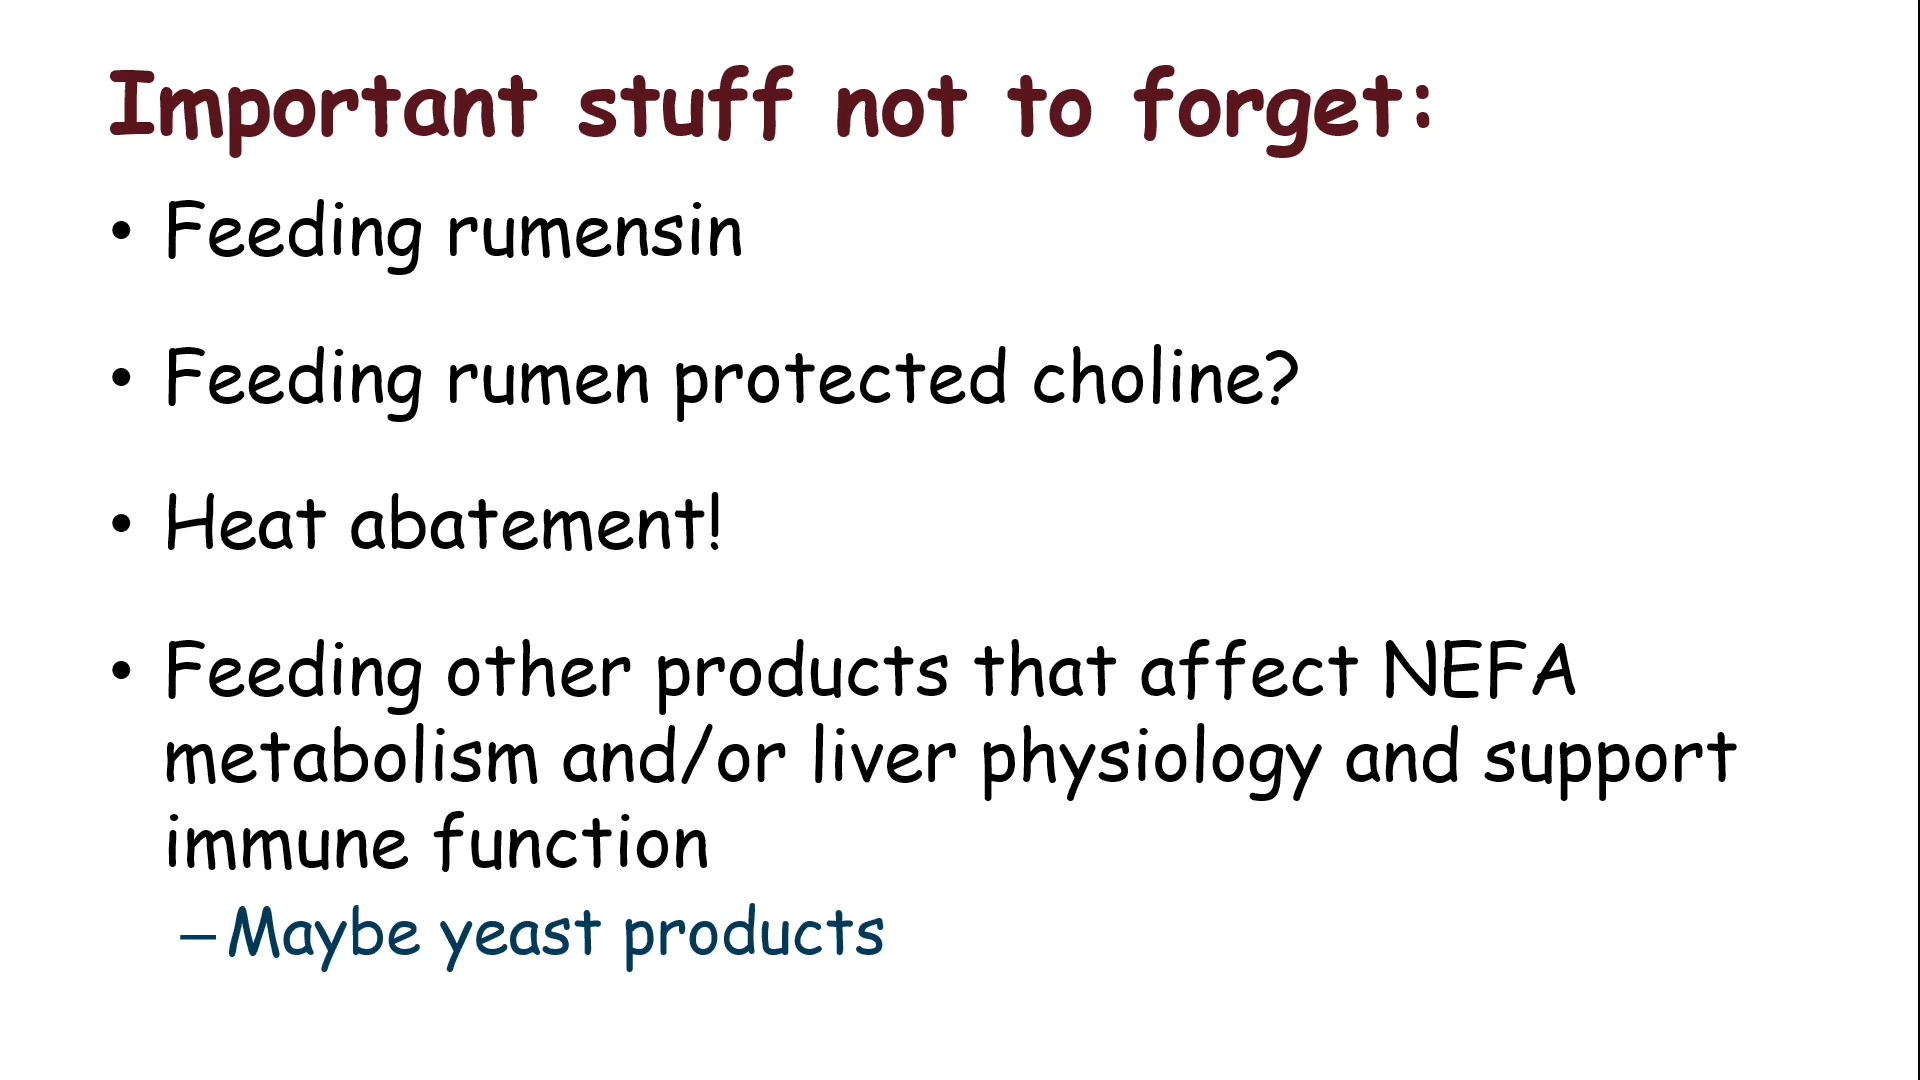 Important stuff not to forget:
• Feeding rumensin
• Feeding rumen protected choline?
• Heat abatement!
• Feeding other products that affect NEFA
metabolism and/or liver physiology and support
immune function
–Maybe yeast products